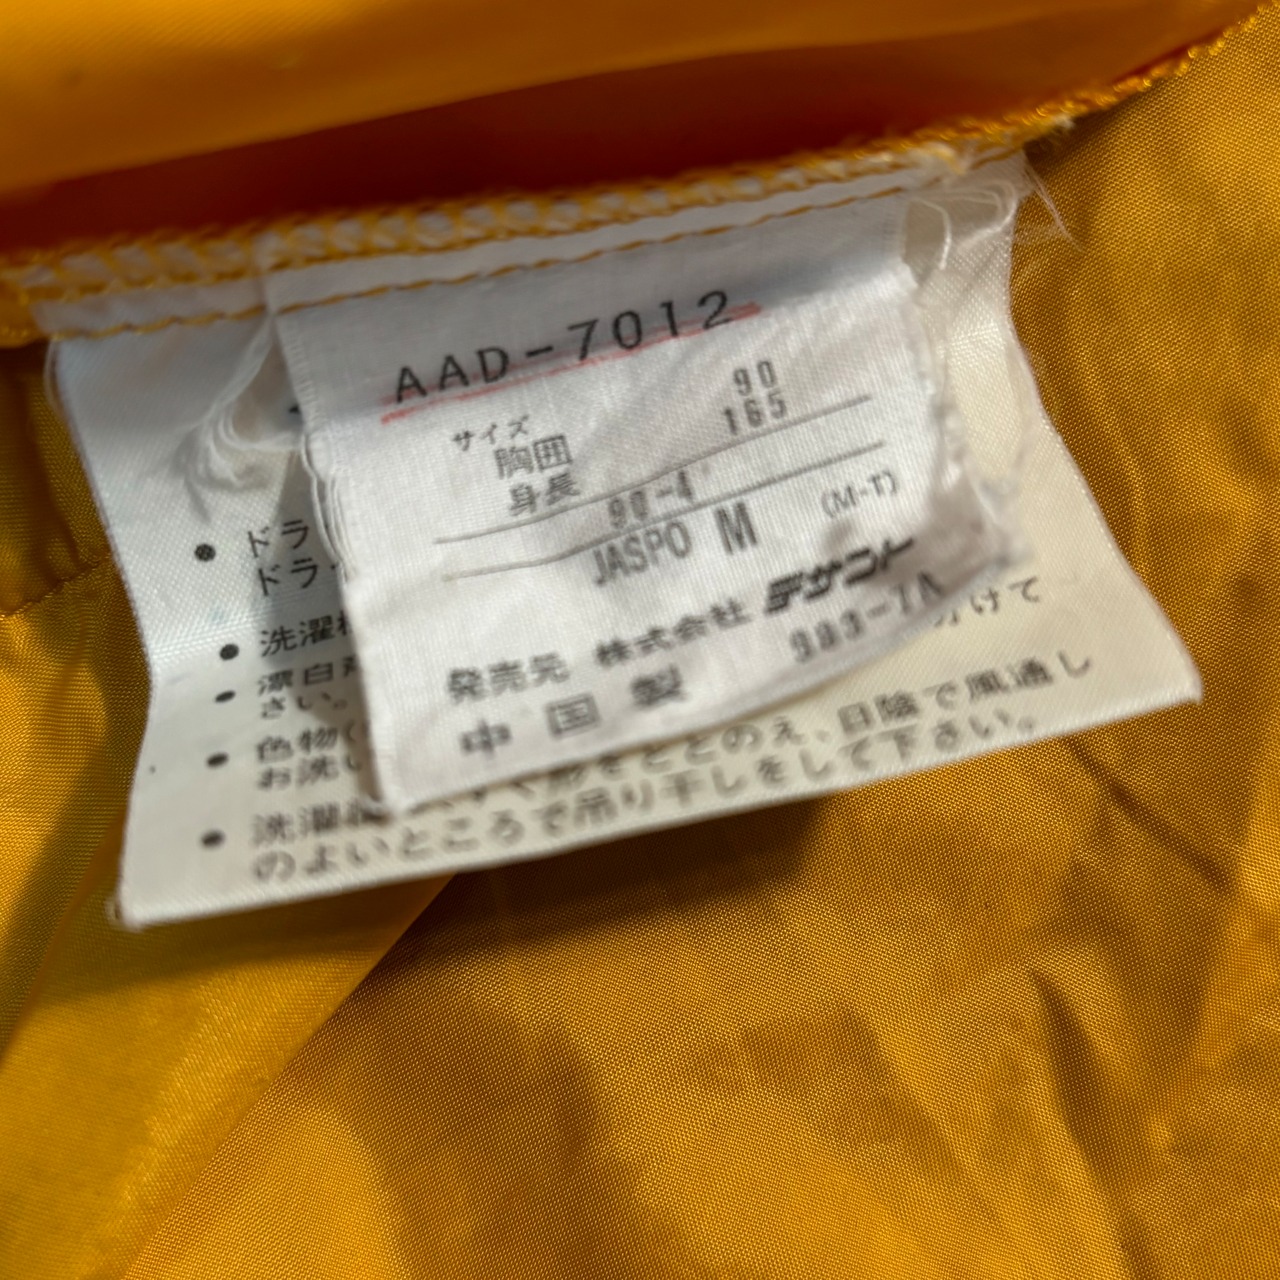 AAD-7012
サイズ
胸囲 90
身長 165
90-4
JASPO M (M-T)
発売元 株式会社 デサント
中国製
• ドラ
ドラ
• 洗濯
• 漂白剤
さい。
• 色物(
お洗い
分けて
• 洗濯
形をととのえ、日陰で風通し
のよいところで吊り干しをして下さい。